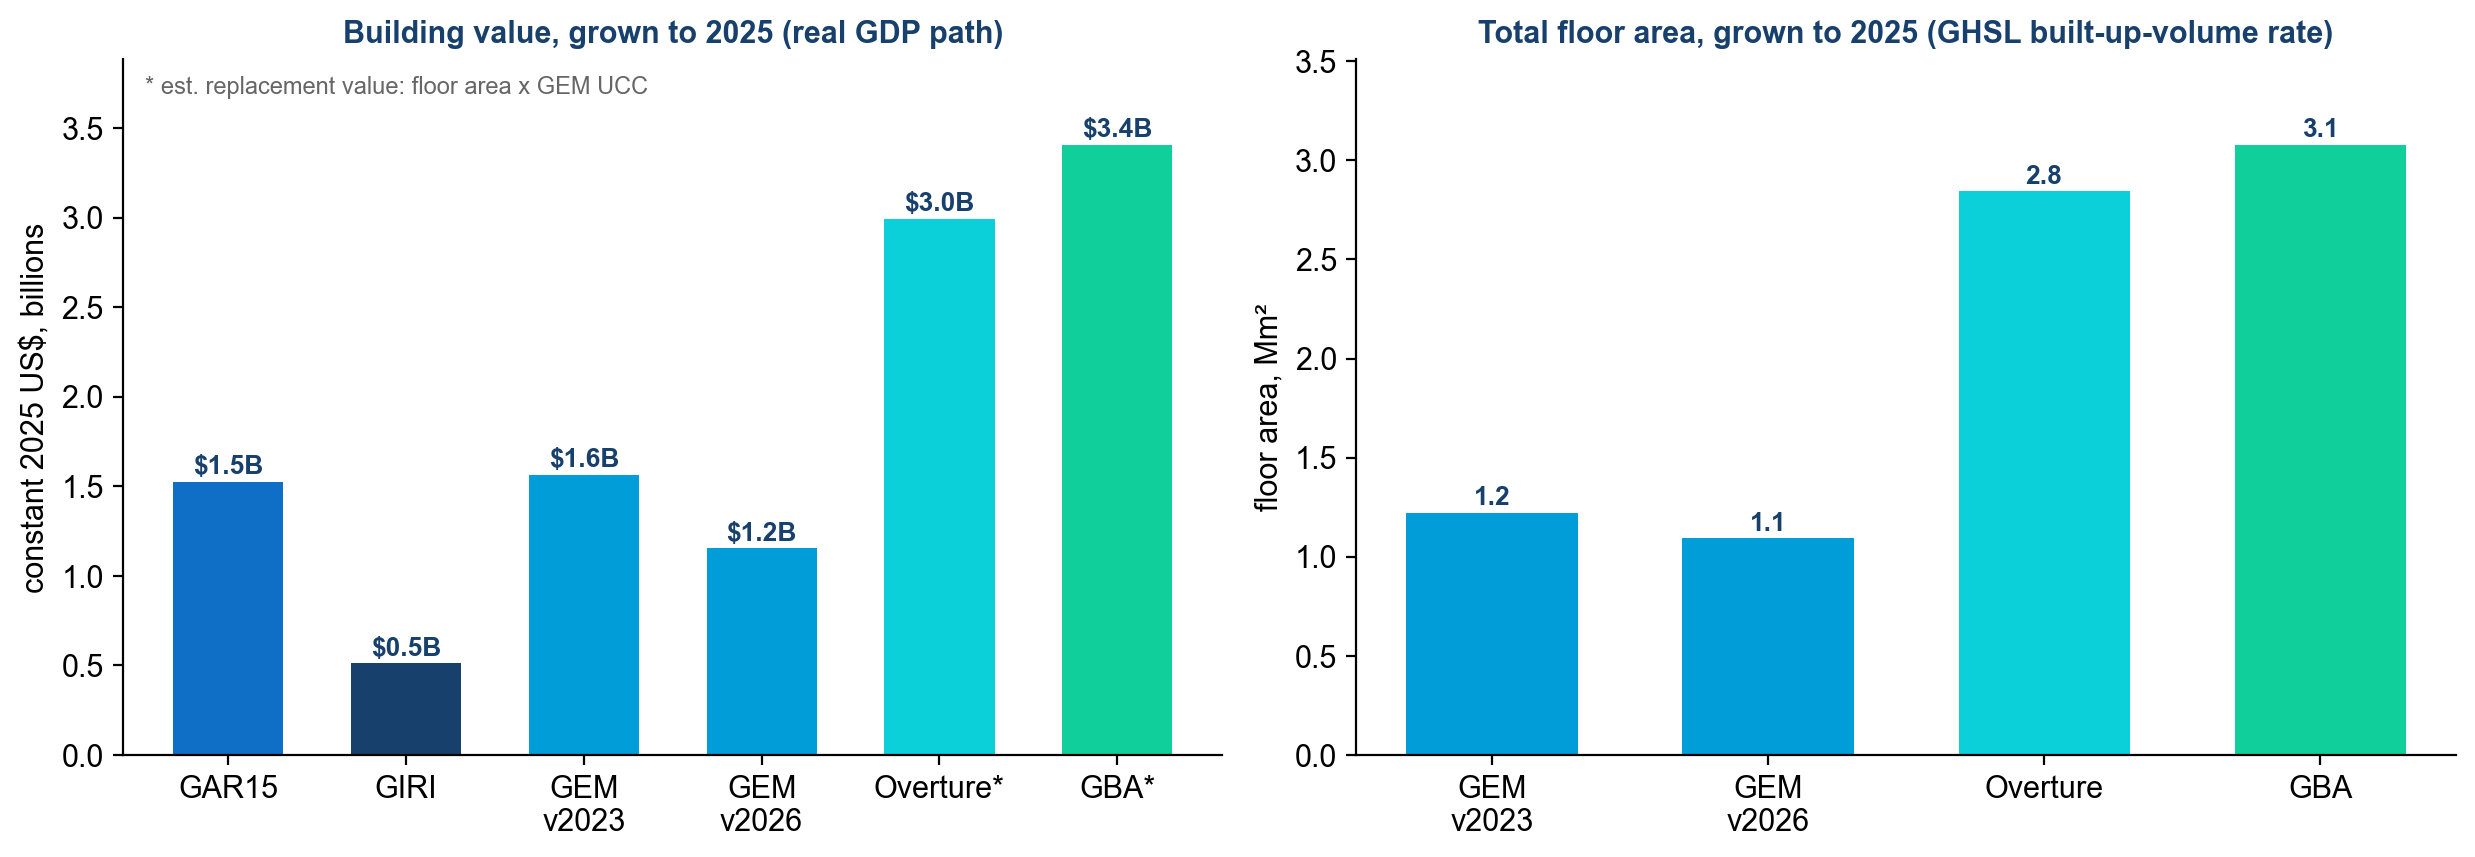 Building value, grown to 2025 (real GDP path)
* est. replacement value: floor area x GEM UCC
constant 2025 US$, billions
3.5
3.0
2.5
2.0
1.5
1.0
0.5
0.0
$1.5B
$0.5B
$1.6B
$1.2B
$3.0B
$3.4B
GAR15
GIRI
GEM
v2023
GEM
v2026
Overture*
GBA*
Total floor area, grown to 2025 (GHSL built-up-volume rate)
floor area, Mm²
3.5
3.0
2.5
2.0
1.5
1.0
0.5
0.0
1.2
1.1
2.8
3.1
GEM
v2023
GEM
v2026
Overture
GBA